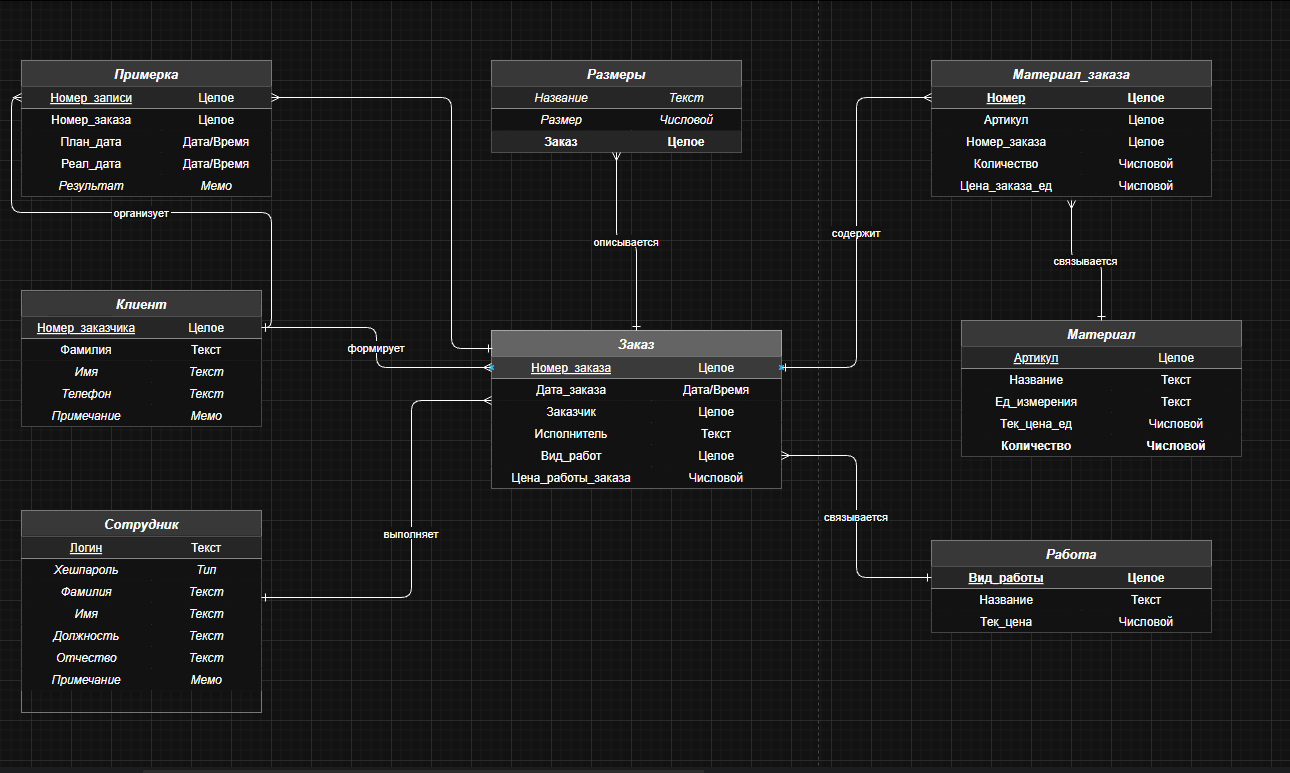 Примерка
Номер_записи Целое
Номер_заказа Целое
План_дата Дата/Время
Реал_дата Дата/Время
Результат Мемо
организует
Клиент
Номер_заказчика Целое
Фамилия Текст
Имя Текст
Телефон Текст
Примечание Мемо
формирует
Сотрудник
Логин Текст
Хешпароль Тип
Фамилия Текст
Имя Текст
Должность Текст
Отчество Текст
Примечание Мемо
выполняет
Размеры
Название Текст
Размер Числовой
Заказ Целое
описывается
Заказ
Номер_заказа Целое
Дата_заказа Дата/Время
Заказчик Целое
Исполнитель Текст
Вид_работ Целое
Цена_работы_заказа Числовой
содержит
связывается
Материал_заказа
Номер Целое
Артикул Целое
Номер_заказа Целое
Количество Числовой
Цена_заказа_ед Числовой
связывается
Материал
Артикул Целое
Название Текст
Ед_измерения Текст
Тек_цена_ед Числовой
Количество Числовой
Работа
Вид_работы Целое
Название Текст
Тек_цена Числовой